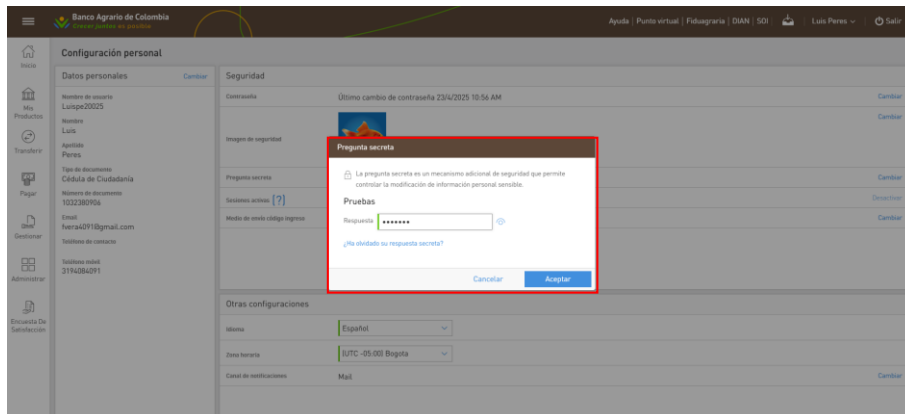 Banco Agrario de Colombia
Crecer juntos es posible
Ayuda | Punto virtual | Fiduagraria | DIAN | SOI
Luis Peres
Salir
Inicio
Mis
Productos
Transferir
Pagar
Gestionar
Administrar
Encuesta De
Satisfacción
Configuración personal
Datos personales
Cambiar
Nombre de usuario
Luispe20025
Nombre
Luis
Apellido
Peres
Tipo de documento
Cédula de Ciudadanía
Número de documento
1032380906
Email
fvera4091@gmail.com
Teléfono de contacto
Teléfono móvil
3194084091
Seguridad
Contraseña
Último cambio de contraseña 23/4/2025 10:56 AM
Cambiar
Imagen de seguridad
Cambiar
Pregunta secreta
Cambiar
Sesiones activas [?]
Desactivar
Medio de envío código ingreso
Cambiar
Pregunta secreta
La pregunta secreta es un mecanismo adicional de seguridad que permite
controlar la modificación de información personal sensible.
Pruebas
Respuesta •••••••
¿Ha olvidado su respuesta secreta?
Cancelar
Aceptar
Otras configuraciones
Idioma
Español
Zona horaria
(UTC -05:00) Bogota
Canal de notificaciones
Mail
Cambiar